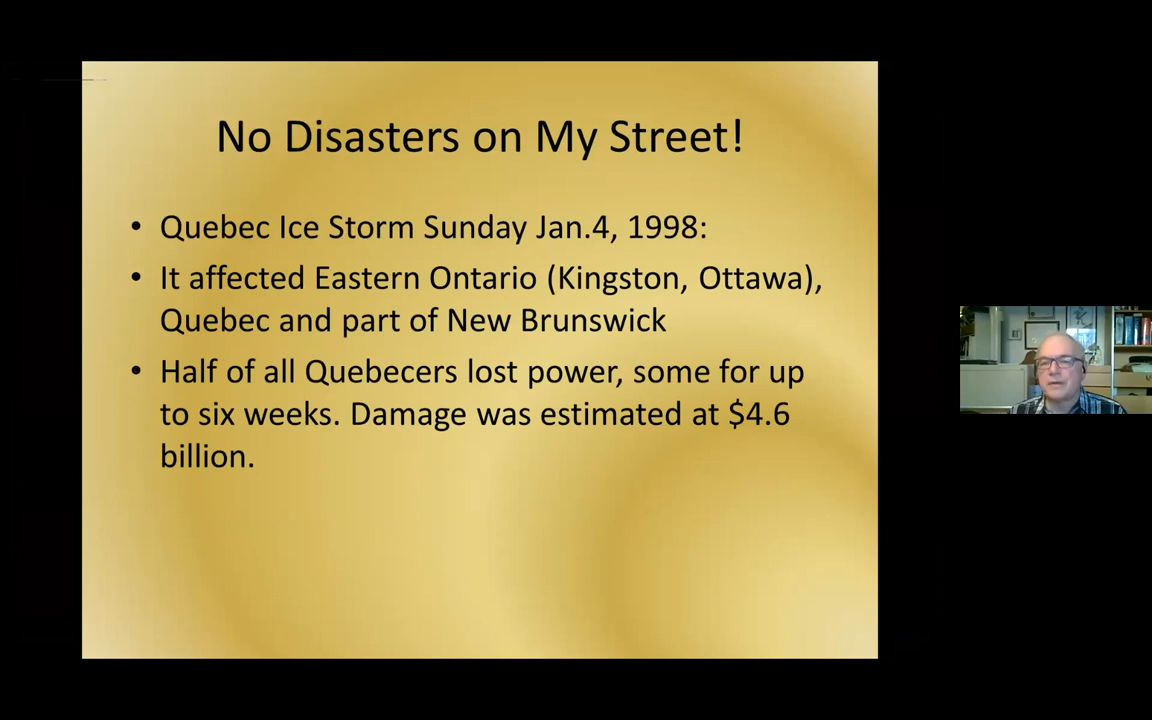 No Disasters on My Street!
• Quebec Ice Storm Sunday Jan.4, 1998:
• It affected Eastern Ontario (Kingston, Ottawa),
Quebec and part of New Brunswick
• Half of all Quebecers lost power, some for up
to six weeks. Damage was estimated at $4.6
billion.